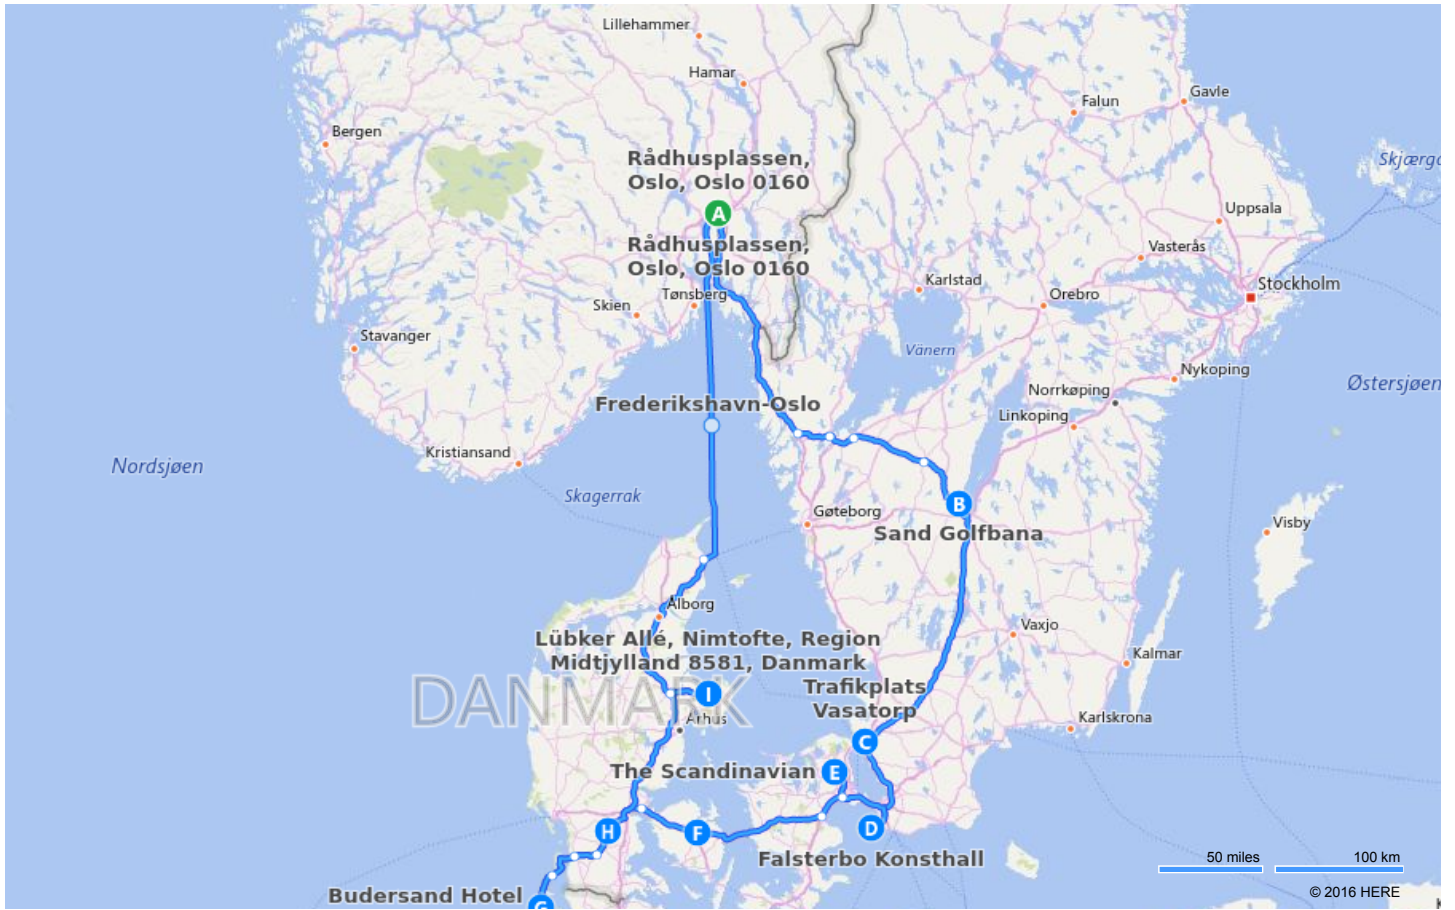 Lillehammer
Hamar
Gavle
Falun
Bergen
Skjærgå
Rådhusplassen,
Oslo, Oslo 0160
A
Uppsala
Rådhusplassen,
Oslo, Oslo 0160
Vasterås
Karlstad
Stockholm
Skien
Tønsberg
Orebro
Stavanger
Vänern
Nykoping
Norrkøping
Østersjøen
Frederikshavn-Oslo
Linkoping
Kristiansand
Nordsjøen
Skagerrak
B
Gøteborg
Visby
Sand Golfbana
Ålborg
Vaxjo
Lübker Allé, Nimtofte, Region
Midtjylland 8581, Danmark
Kalmar
DANMARK
I
Trafikplats
Vasatorp
Århus
Karlskrona
C
The Scandinavian
E
H
F
D
Falsterbo Konsthall
50 miles
100 km
Budersand Hotel
G
© 2016 HERE